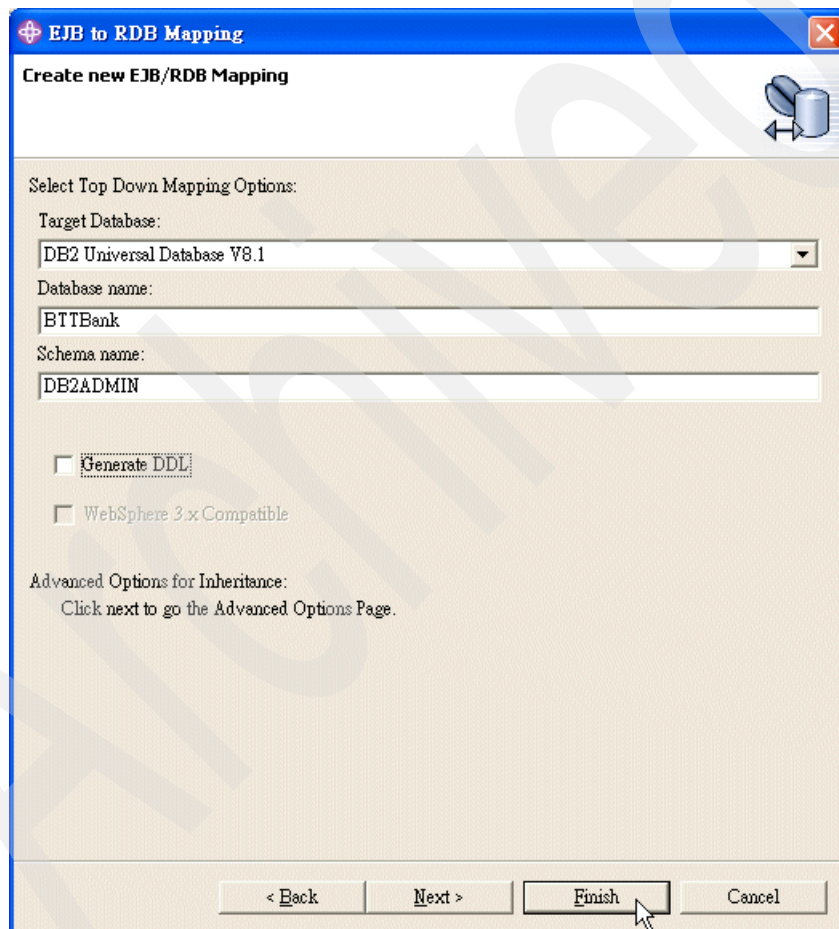 EJB to RDB Mapping
Create new EJB/RDB Mapping
Select Top Down Mapping Options:
Target Database:
DB2 Universal Database V8.1
Database name:
BTTBank
Schema name:
DB2ADMIN
Generate DDL
WebSphere 3.x Compatible
Advanced Options for Inheritance:
Click next to go the Advanced Options Page.
< Back Next > Finish Cancel
Archived